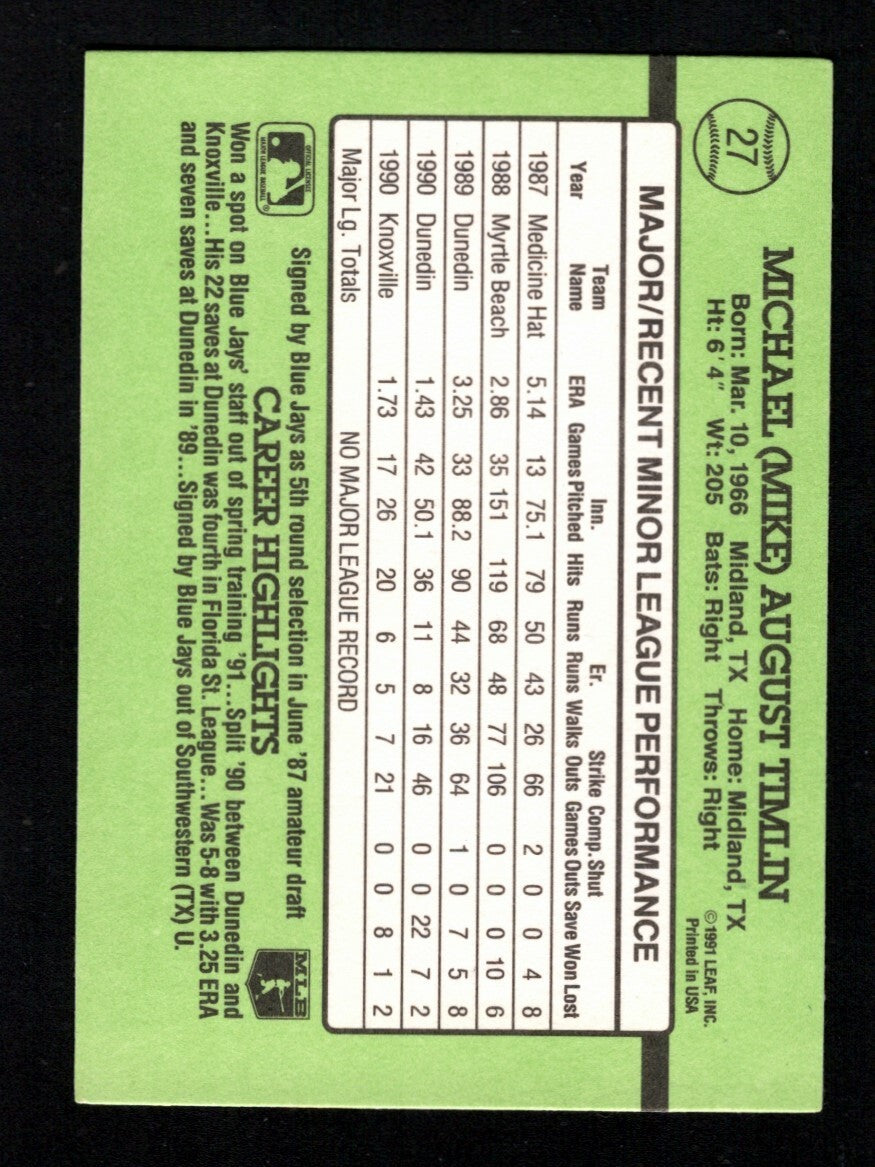 27
MICHAEL (MIKE) AUGUST TIMLIN
Born: Mar. 10, 1966 Midland, TX Home: Midland, TX
Ht: 6' 4" Wt: 205 Bats: Right Throws: Right
©1991 LEAF, INC.
Printed in USA
MAJOR/RECENT MINOR LEAGUE PERFORMANCE
Team Inn. Er. Strike Comp. Shut
Year Name ERA Games Pitched Hits Runs Runs Walks Outs Games Outs Save Won Lost
1987 Medicine Hat 5.14 13 75.1 79 50 43 26 66 2 0 0 4 8
1988 Myrtle Beach 2.86 35 151 119 68 48 77 106 0 0 0 10 6
1989 Dunedin 3.25 33 88.2 90 44 32 36 64 1 0 7 5 8
1990 Dunedin 1.43 42 50.1 36 11 8 16 46 0 0 22 7 2
1990 Knoxville 1.73 17 26 20 6 5 7 21 0 0 8 1 2
Major Lg. Totals NO MAJOR LEAGUE RECORD
OFFICIAL LICENSEE
MAJOR LEAGUE BASEBALL
®
CAREER HIGHLIGHTS
MLB
Signed by Blue Jays as 5th round selection in June '87 amateur draft
Won a spot on Blue Jays' staff out of spring training '91...Split '90 between Dunedin and
Knoxville...His 22 saves at Dunedin was fourth in Florida St. League...Was 5-8 with 3.25 ERA
and seven saves at Dunedin in '89...Signed by Blue Jays out of Southwestern (TX) U.